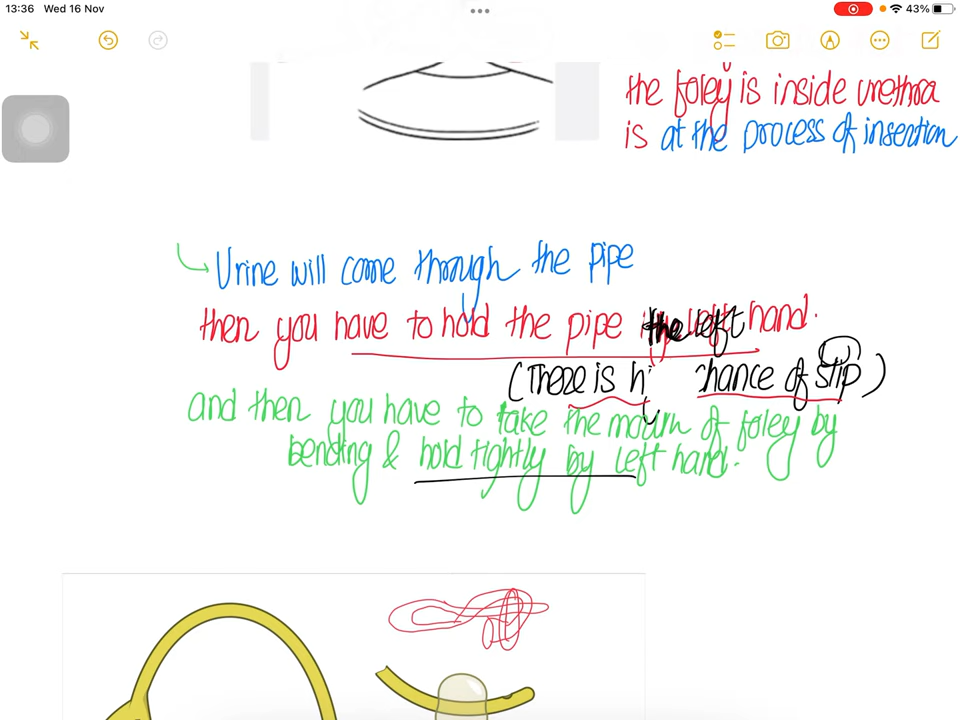 13:36 Wed 16 Nov
43%
the foley is inside urethra
is at the process of insertion
Urine will come through the pipe
then you have to hold the pipe the left hand.
(There is hi chance of slip)
and then you have to take the mouth of foley by
bending & hold tightly by left hand.